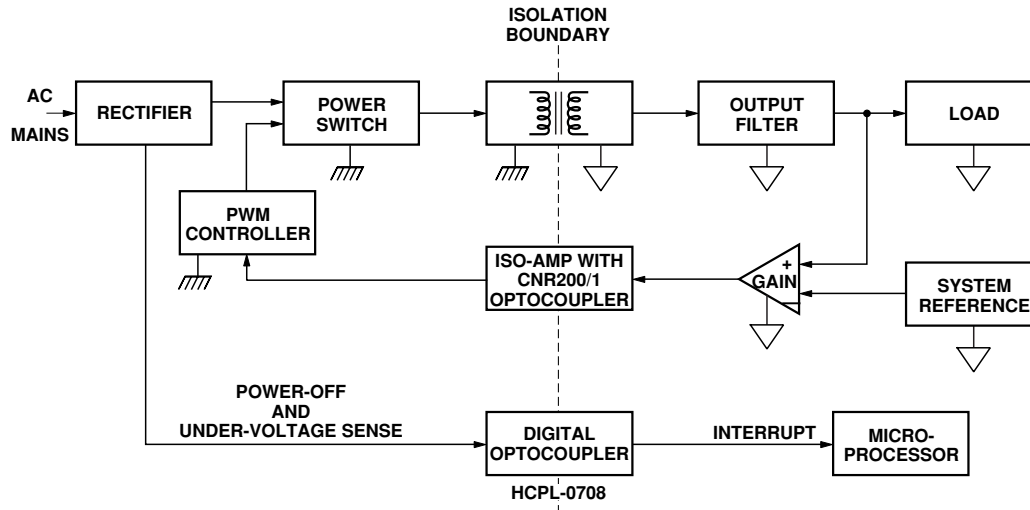 ISOLATION
BOUNDARY
AC
MAINS
RECTIFIER
POWER
SWITCH
OUTPUT
FILTER
LOAD
PWM
CONTROLLER
ISO-AMP WITH
CNR200/1
OPTOCOUPLER
+
GAIN
–
SYSTEM
REFERENCE
POWER-OFF
AND
UNDER-VOLTAGE SENSE
DIGITAL
OPTOCOUPLER
INTERRUPT
MICRO-
PROCESSOR
HCPL-0708